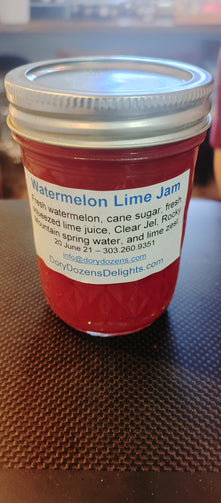 Watermelon Lime Jam
Fresh watermelon, cane sugar, fresh
squeezed lime juice, Clear Jel, Rocky
Mountain spring water, and lime zest
20 June 21 ~ 303.260.9351
info@dorydozens.com
DoryDozensDelights.com